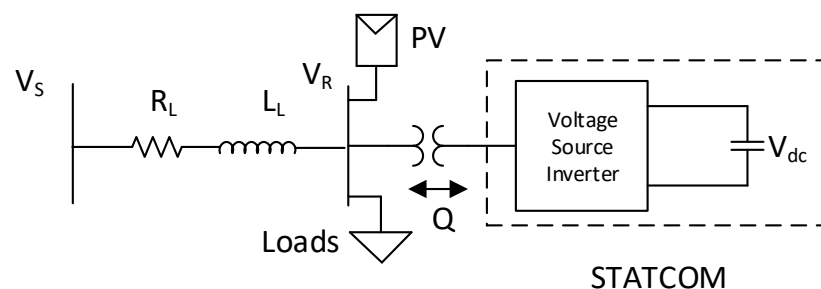 PV
V_S
V_R
R_L
L_L
Voltage
Source
Inverter
V_dc
Q
Loads
STATCOM